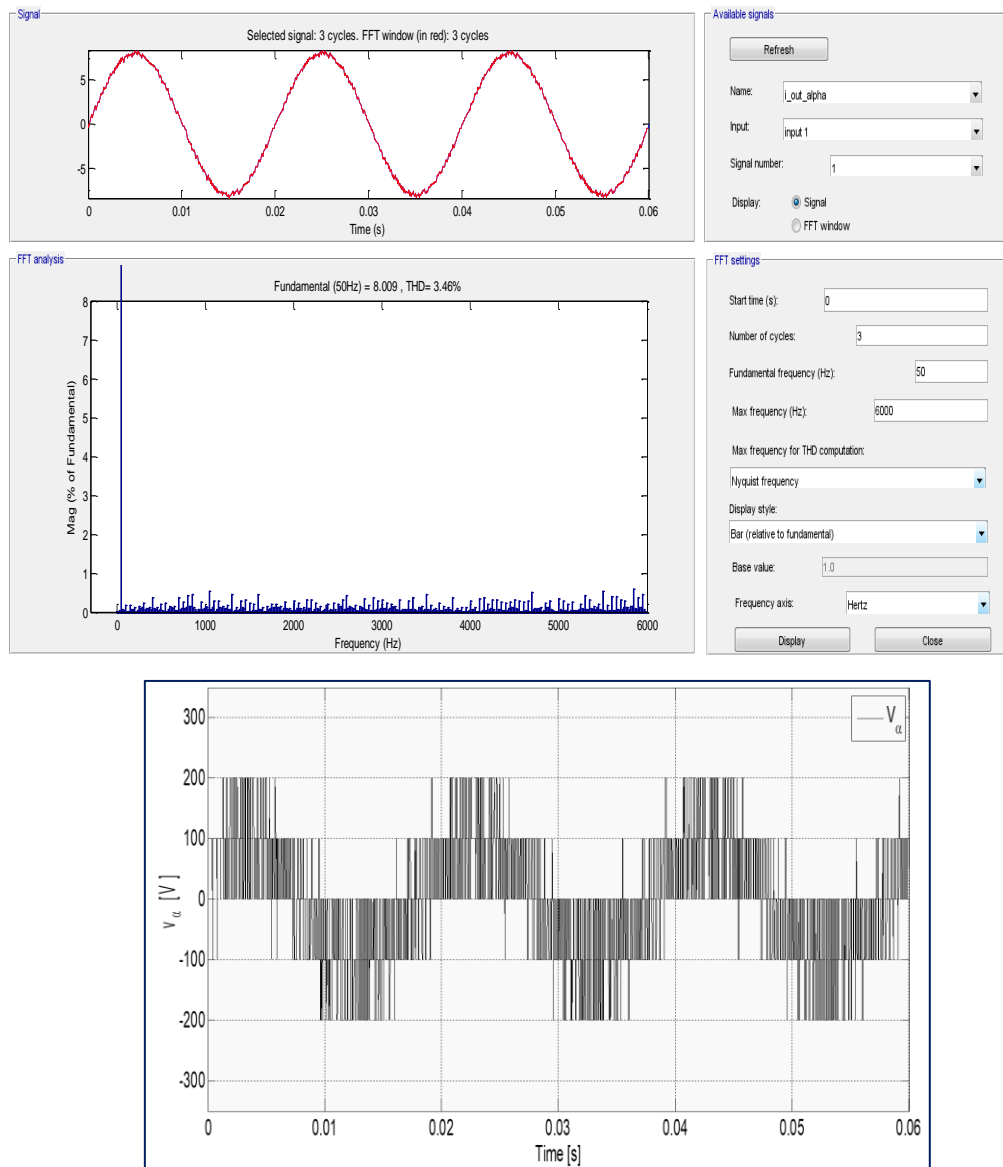 Signal
Selected signal: 3 cycles. FFT window (in red): 3 cycles
5
0
-5
0 0.01 0.02 0.03 0.04 0.05 0.06
Time (s)
Available signals
Refresh
Name: i_out_alpha
Input: input 1
Signal number: 1
Display: Signal
FFT window
FFT analysis
Fundamental (50Hz) = 8.009 , THD= 3.46%
Mag (% of Fundamental)
8
7
6
5
4
3
2
1
0
0 1000 2000 3000 4000 5000 6000
Frequency (Hz)
FFT settings
Start time (s): 0
Number of cycles: 3
Fundamental frequency (Hz): 50
Max frequency (Hz): 6000
Max frequency for THD computation:
Nyquist frequency
Display style:
Bar (relative to fundamental)
Base value: 1.0
Frequency axis: Hertz
Display Close
V α
v α [V]
300
200
100
0
-100
-200
-300
0 0.01 0.02 0.03 0.04 0.05 0.06
Time [s]